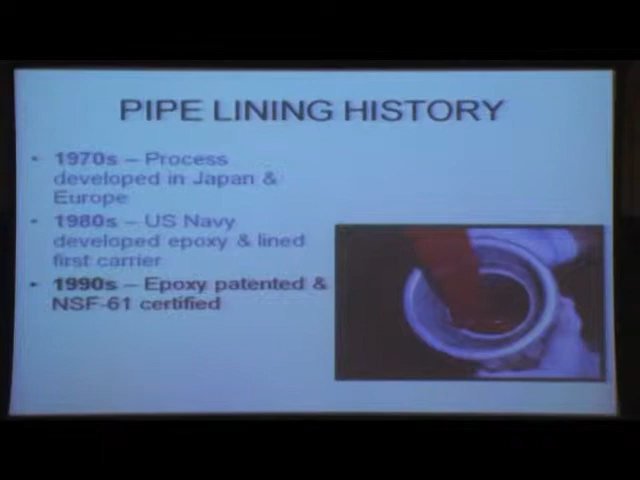 PIPE LINING HISTORY
• 1970s – Process
developed in Japan &
Europe
• 1980s – US Navy
developed epoxy & lined
first carrier
• 1990s – Epoxy patented &
NSF-61 certified